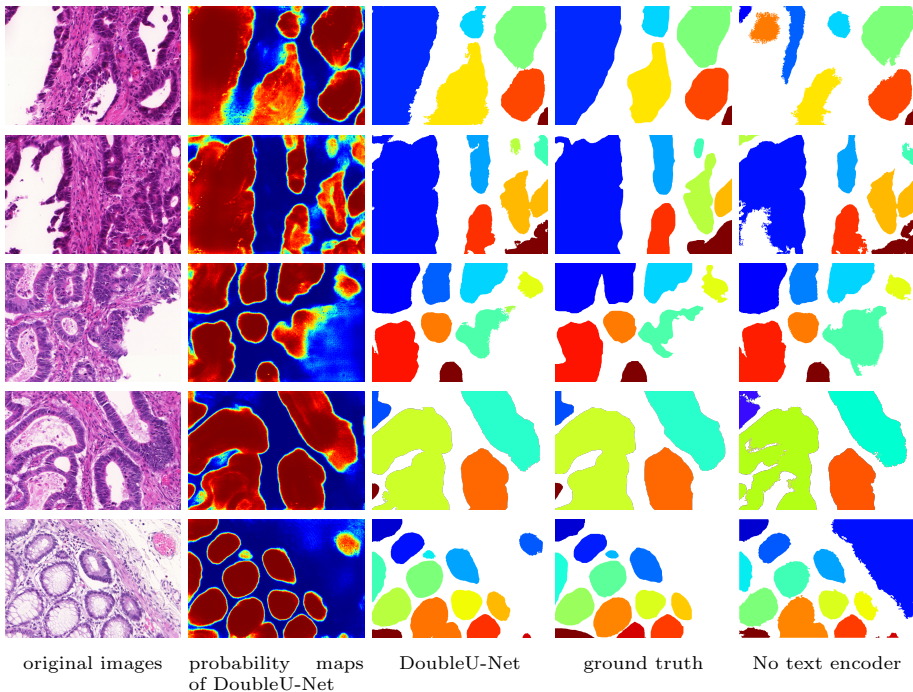 original images
probability maps
of DoubleU-Net
DoubleU-Net
ground truth
No text encoder